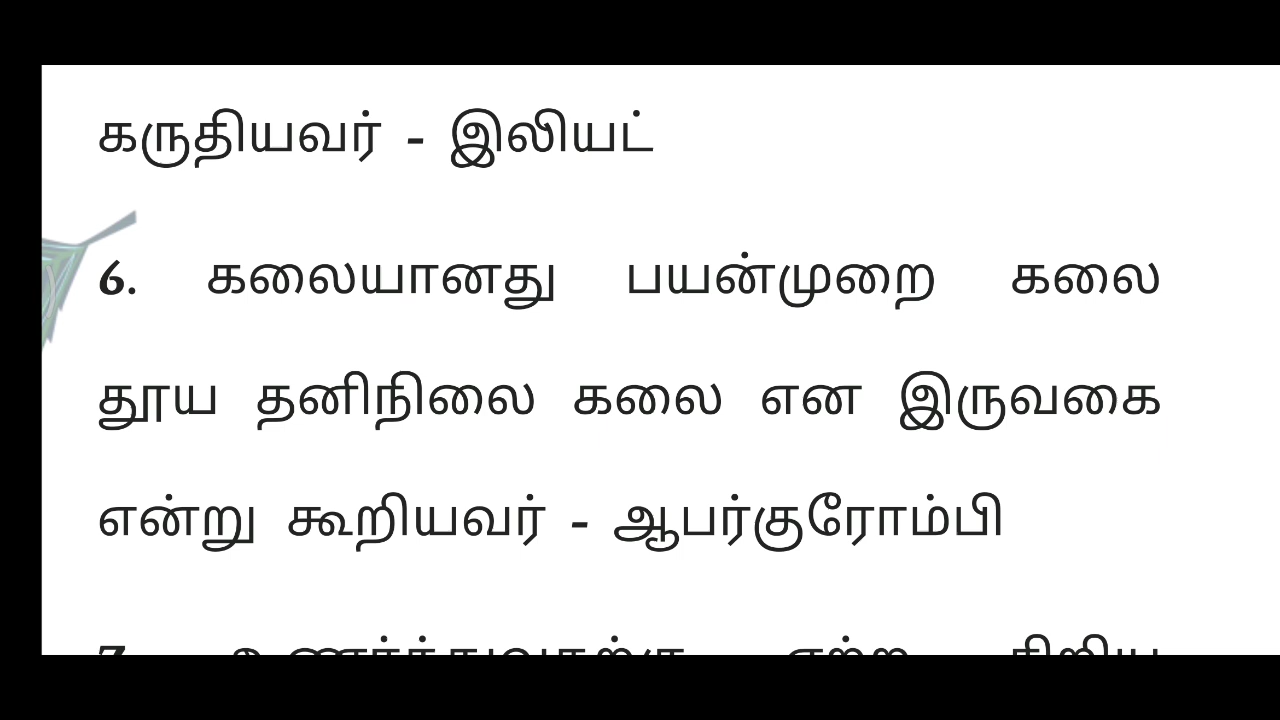 கருதியவர் - இலியட்
6. கலையானது பயன்முறை கலை
தூய தனிநிலை கலை என இருவகை
என்று கூறியவர் - ஆபர்குரோம்பி